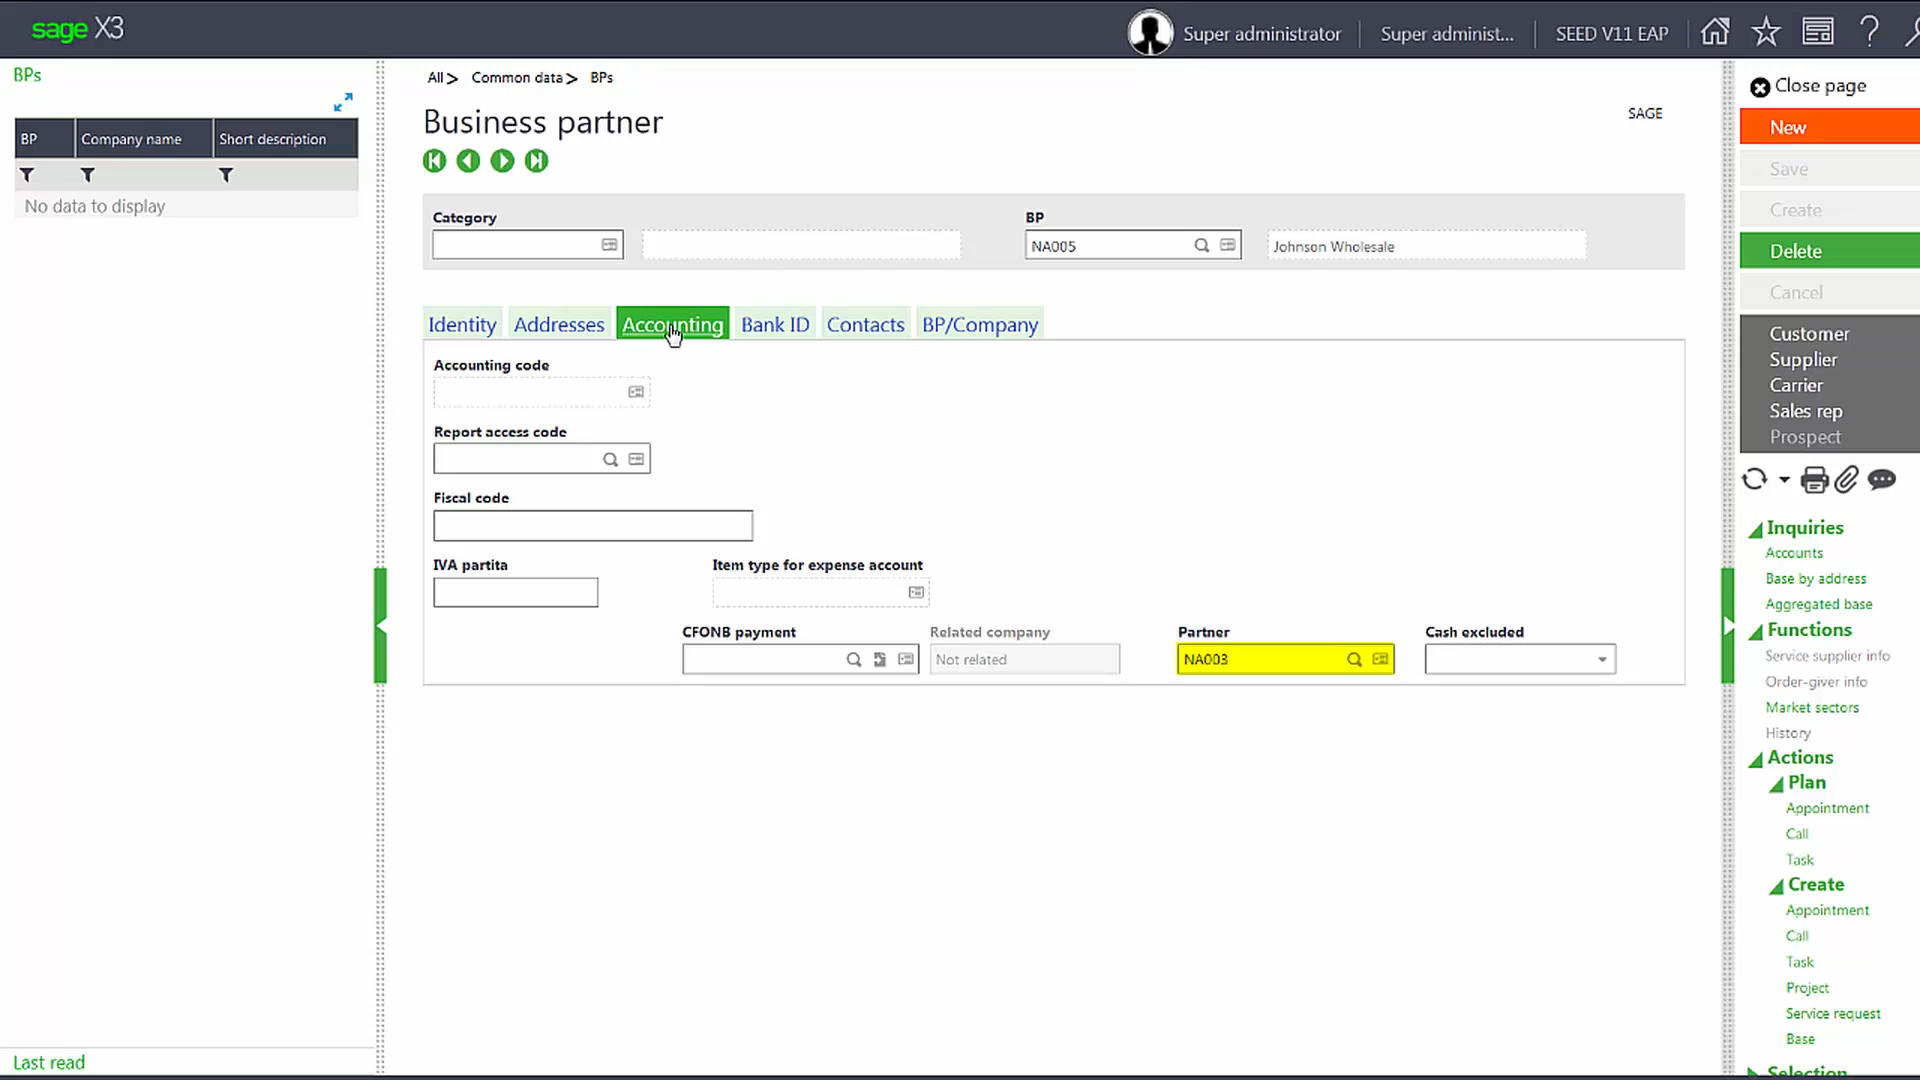 sage X3
Super administrator
Super administ...
SEED V11 EAP
BPs
BP
Company name
Short description
No data to display
Last read
All > Common data > BPs
Business partner
SAGE
Category
BP
NA005
Johnson Wholesale
Identity
Addresses
Accounting
Bank ID
Contacts
BP/Company
Accounting code
Report access code
Fiscal code
IVA partita
Item type for expense account
CFONB payment
Related company
Partner
Cash excluded
Not related
NA003
Close page
New
Save
Create
Delete
Cancel
Customer
Supplier
Carrier
Sales rep
Prospect
Inquiries
Accounts
Base by address
Aggregated base
Functions
Service supplier info
Order-giver info
Market sectors
History
Actions
Plan
Appointment
Call
Task
Create
Appointment
Call
Task
Project
Service request
Base
Selection